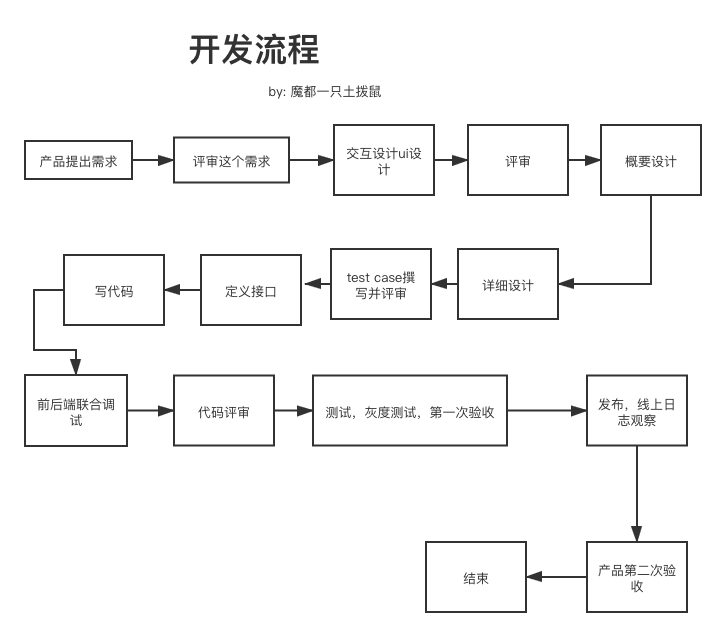 开发流程
by: 魔都一只土拨鼠
产品提出需求
评审这个需求
交互设计ui设
计
评审
概要设计
详细设计
test case撰
写并评审
定义接口
写代码
前后端联合调
试
代码评审
测试，灰度测试，第一次验收
发布，线上日
志观察
产品第二次验
收
结束